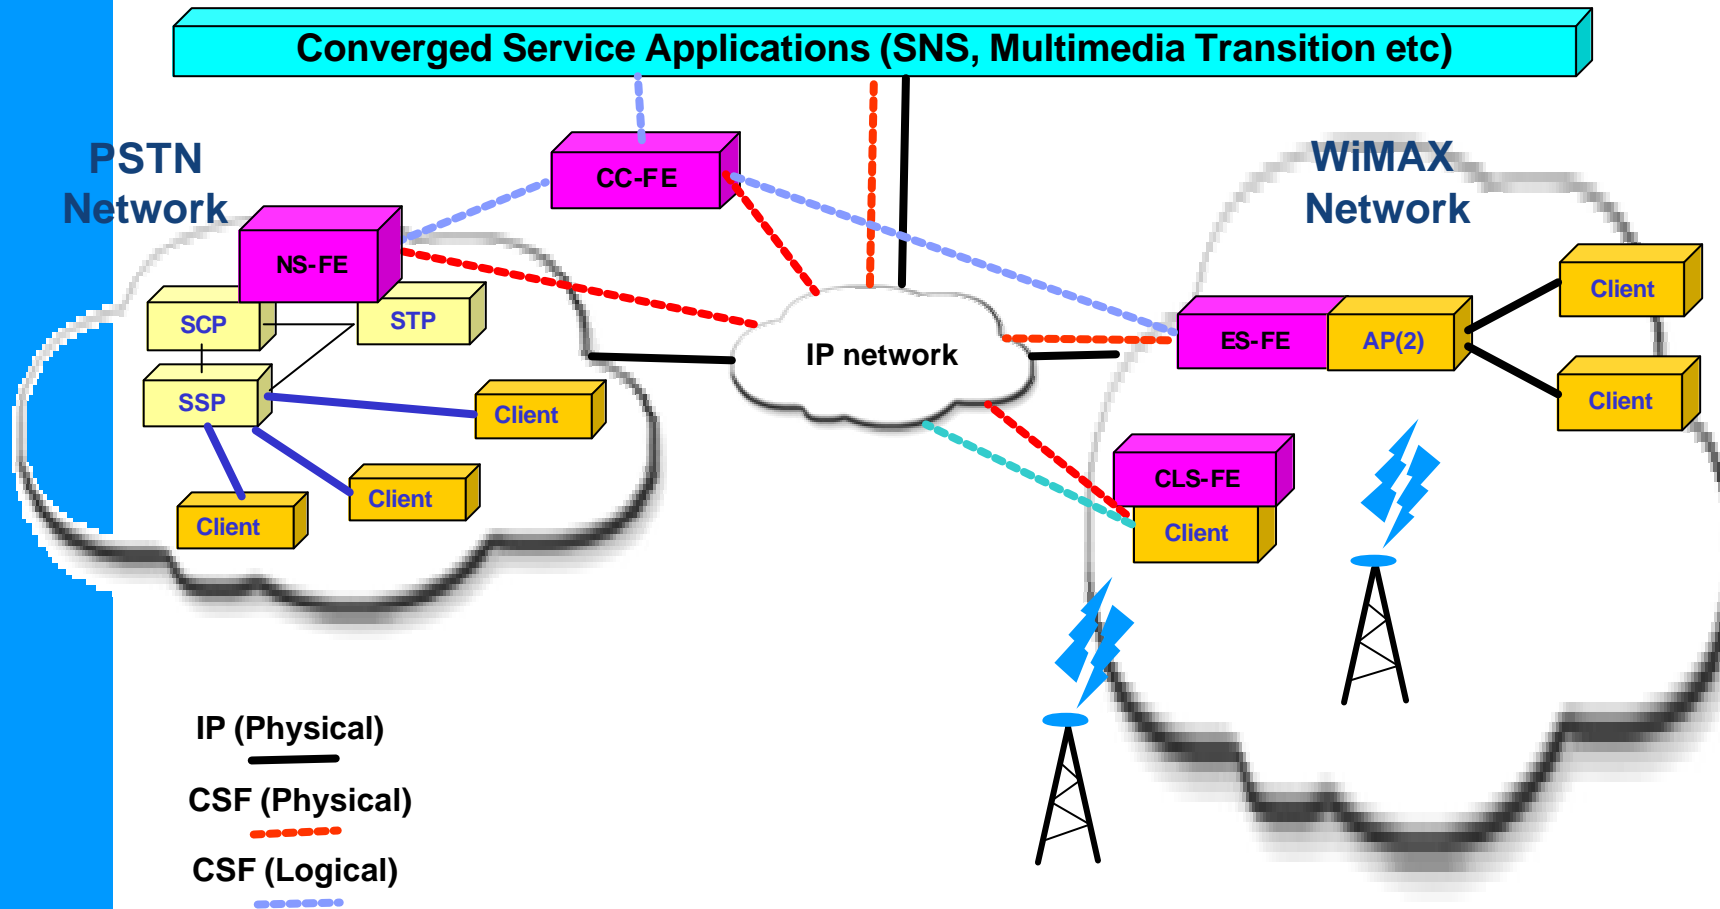 Converged Service Applications (SNS, Multimedia Transition etc)
PSTN
Network
CC-FE
WiMAX
Network
NS-FE
SCP
STP
SSP
Client
Client
Client
IP network
ES-FE
AP(2)
Client
Client
CLS-FE
Client
IP (Physical)
CSF (Physical)
CSF (Logical)